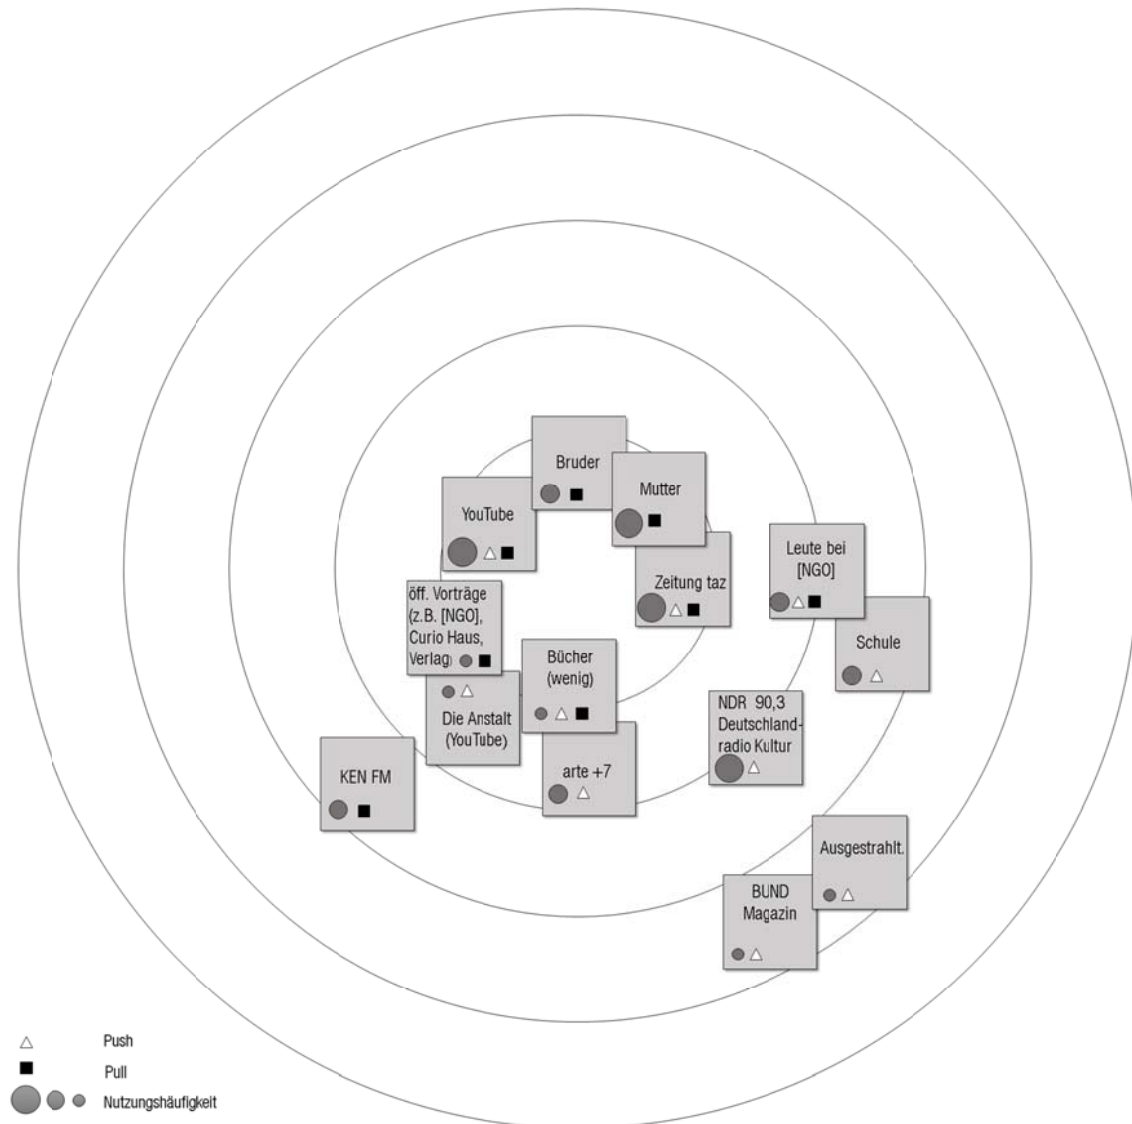 Bruder
Mutter
YouTube
Zeitung taz
Leute bei
[NGO]
Schule
öff. Vorträge
(z.B. [NGO],
Curio Haus,
Verlag)
Bücher
(wenig)
Die Anstalt
(YouTube)
NDR 90,3
Deutschland-
radio Kultur
arte +7
KEN FM
Ausgestrahlt.
BUND
Magazin
Push
Pull
Nutzungshäufigkeit